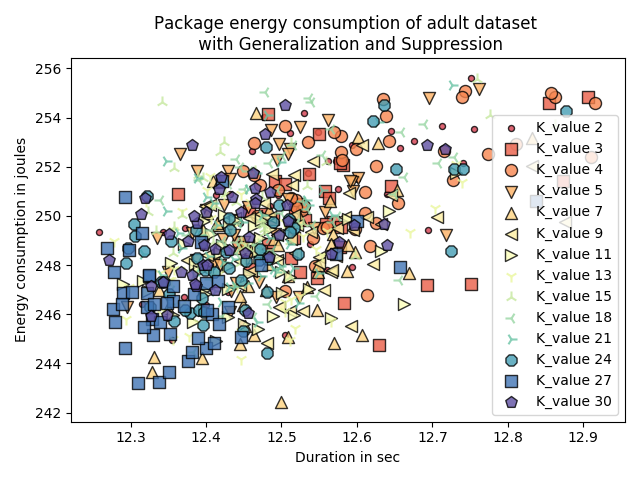 Package energy consumption of adult dataset
with Generalization and Suppression
256
254
252
250
248
246
244
242
Energy consumption in joules
12.3
12.4
12.5
12.6
12.7
12.8
12.9
Duration in sec
K_value 2
K_value 3
K_value 4
K_value 5
K_value 7
K_value 9
K_value 11
K_value 13
K_value 15
K_value 18
K_value 21
K_value 24
K_value 27
K_value 30